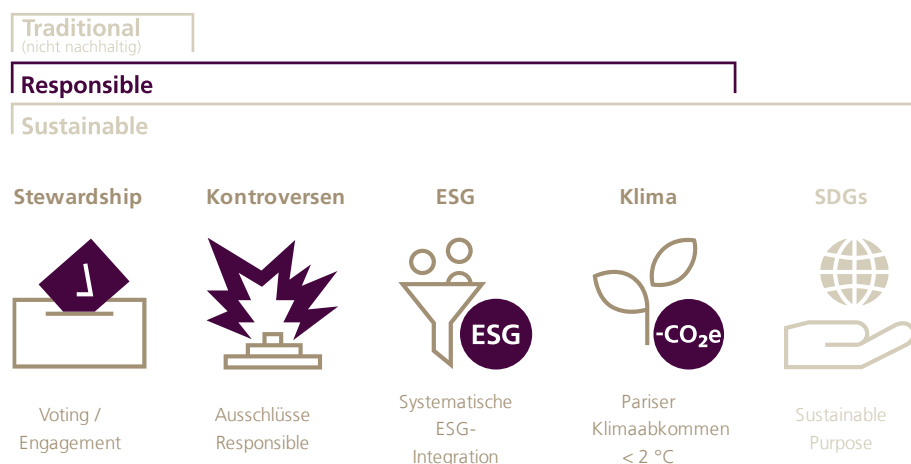 Traditional
(nicht nachhaltig)
Responsible
Sustainable
Stewardship
Kontroversen
ESG
Klima
SDGs
ESG
-CO₂e
Voting /
Engagement
Ausschlüsse
Responsible
Systematische
ESG-
Integration
Pariser
Klimaabkommen
< 2 °C
Sustainable
Purpose